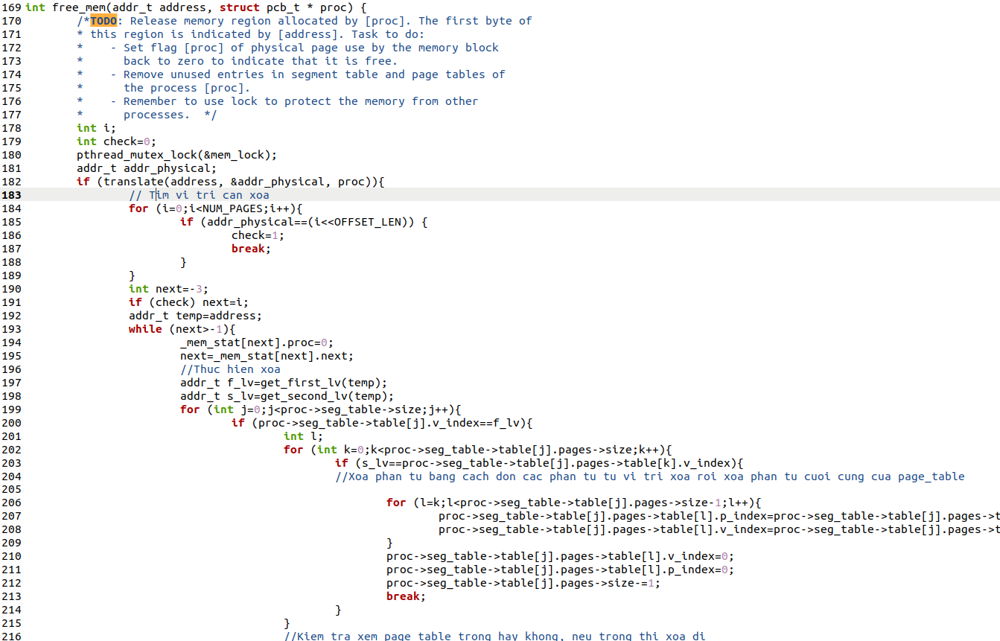 169 int free_mem(addr_t address, struct pcb_t * proc) {
170         /*TODO: Release memory region allocated by [proc]. The first byte of
171         * this region is indicated by [address]. Task to do:
172         *    - Set flag [proc] of physical page use by the memory block
173         *      back to zero to indicate that it is free.
174         *    - Remove unused entries in segment table and page tables of
175         *      the process [proc].
176         *    - Remember to use lock to protect the memory from other
177         *      processes.  */
178         int i;
179         int check=0;
180         pthread_mutex_lock(&mem_lock);
181         addr_t addr_physical;
182         if (translate(address, &addr_physical, proc)){
183                 // Tim vi tri can xoa
184                 for (i=0;i<NUM_PAGES;i++){
185                         if (addr_physical==(i<<OFFSET_LEN)) {
186                                 check=1;
187                                 break;
188                         }
189                 }
190                 int next=-3;
191                 if (check) next=i;
192                 addr_t temp=address;
193                 while (next>-1){
194                         _mem_stat[next].proc=0;
195                         next=_mem_stat[next].next;
196                         //Thuc hien xoa
197                         addr_t f_lv=get_first_lv(temp);
198                         addr_t s_lv=get_second_lv(temp);
199                         for (int j=0;j<proc->seg_table->size;j++){
200                                 if (proc->seg_table->table[j].v_index==f_lv){
201                                         int l;
202                                         for (int k=0;k<proc->seg_table->table[j].pages->size;k++){
203                                                 if (s_lv==proc->seg_table->table[j].pages->table[k].v_index){
204                                                 //Xoa phan tu bang cach don cac phan tu tu vi tri xoa roi xoa phan tu cuoi cung cua page_table
205
206                                                         for (l=k;l<proc->seg_table->table[j].pages->size-1;l++){
207                                                                 proc->seg_table->table[j].pages->table[l].p_index=proc->seg_table->table[j].pages->t
208                                                                 proc->seg_table->table[j].pages->table[l].v_index=proc->seg_table->table[j].pages->t
209                                                         }
210                                                         proc->seg_table->table[j].pages->table[l].v_index=0;
211                                                         proc->seg_table->table[j].pages->table[l].p_index=0;
212                                                         proc->seg_table->table[j].pages->size-=1;
213                                                         break;
214                                                 }
215                                         }
216                                         //Kiem tra xem page table trong hay khong, neu trong thi xoa di